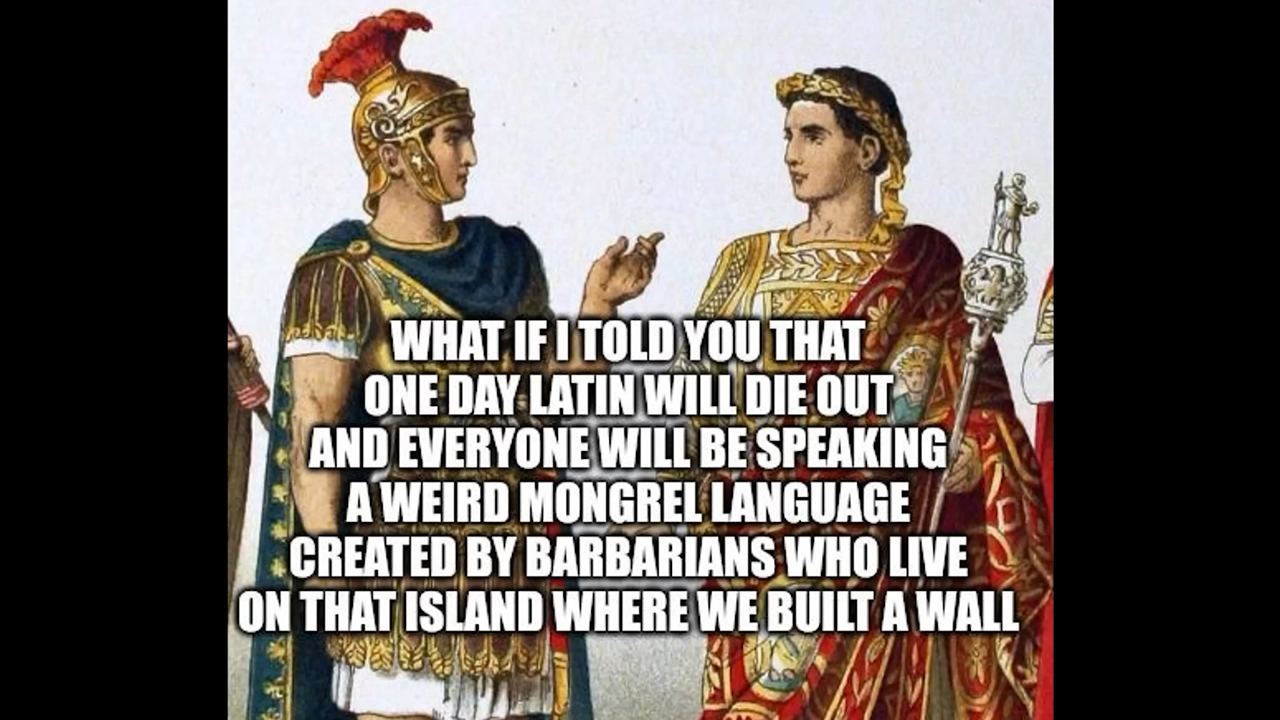 WHAT IF I TOLD YOU THAT
ONE DAY LATIN WILL DIE OUT
AND EVERYONE WILL BE SPEAKING
A WEIRD MONGREL LANGUAGE
CREATED BY BARBARIANS WHO LIVE
ON THAT ISLAND WHERE WE BUILT A WALL